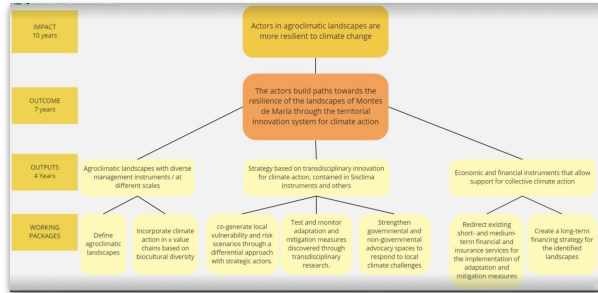 IMPACT
10 years
Actors in agroclimatic landscapes are
more resilient to climate change
OUTCOME
7 years
The actors build paths towards the
resilience of the landscapes of Montes
de María through the territorial
innovation system for climate action
OUTPUTS
4 Years
Agroclimatic landscapes with diverse
management instruments / at
different scales
Strategy based on transdisciplinary innovation
for climate action, contained in Sisclima
instruments and others
Economic and financial instruments that allow
support for collective climate action
WORKING
PACKAGES
Define
agroclimatic
landscapes
Incorporate climate
action in x value
chains based on
biocultural diversity
co-generate local
vulnerability and risk
scenarios through a
differential approach
with strategic actors.
Test and monitor
adaptation and
mitigation measures
discovered through
transdisciplinary
research.
Strengthen
governmental and
non-governmental
advocacy spaces to
respond to local
climate challenges
Redirect existing
short- and medium-
term financial and
insurance services for
the implementation of
adaptation and
mitigation measures
Create a long-term
financing strategy for
the identified
landscapes